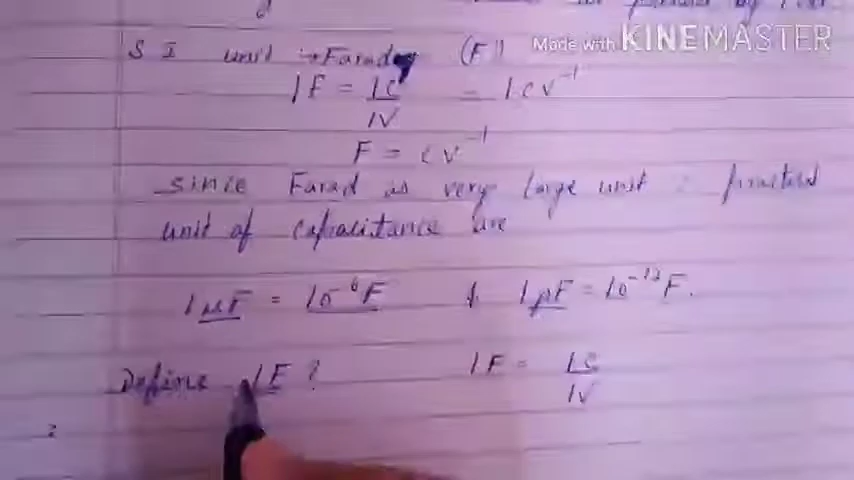 S I unit → Farad (F)
Made with KINEMASTER
1F = 1C/1V = 1CV⁻¹
F = CV⁻¹
since Farad is very large unit ∴ practical
unit of capacitance are
1μF = 10⁻⁶F & 1pF = 10⁻¹²F.
Define 1F ? 1F = 1C/1V